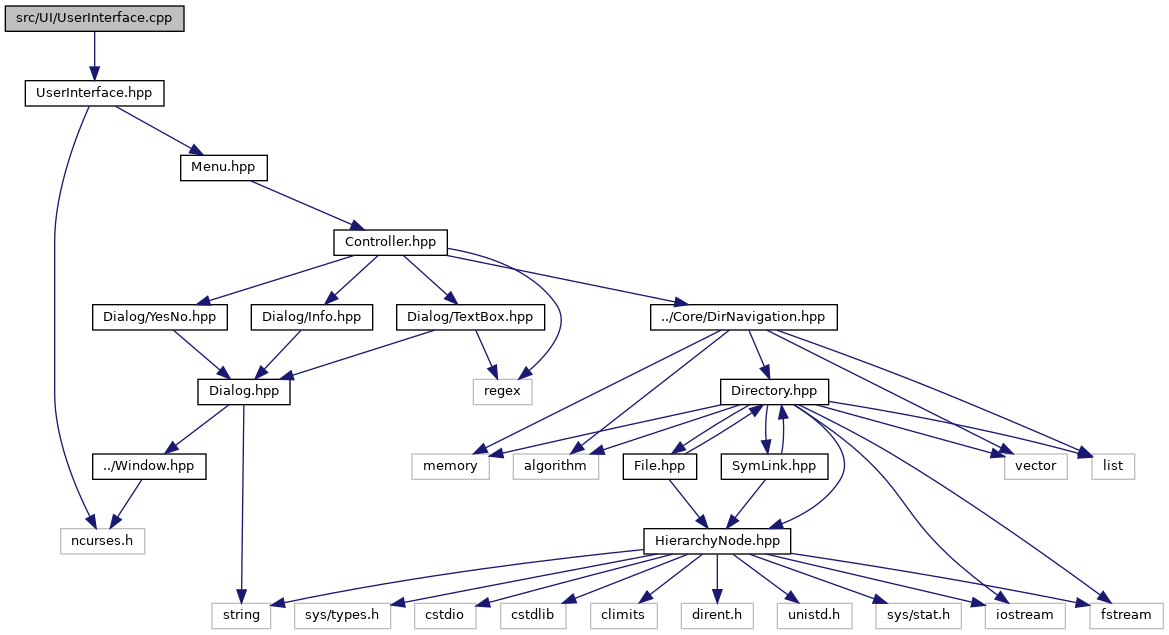 src/UI/UserInterface.cpp
UserInterface.hpp
Menu.hpp
Controller.hpp
Dialog/YesNo.hpp
Dialog/Info.hpp
Dialog/TextBox.hpp
../Core/DirNavigation.hpp
Dialog.hpp
regex
Directory.hpp
../Window.hpp
memory
algorithm
File.hpp
SymLink.hpp
vector
list
ncurses.h
HierarchyNode.hpp
string
sys/types.h
cstdio
cstdlib
climits
dirent.h
unistd.h
sys/stat.h
iostream
fstream